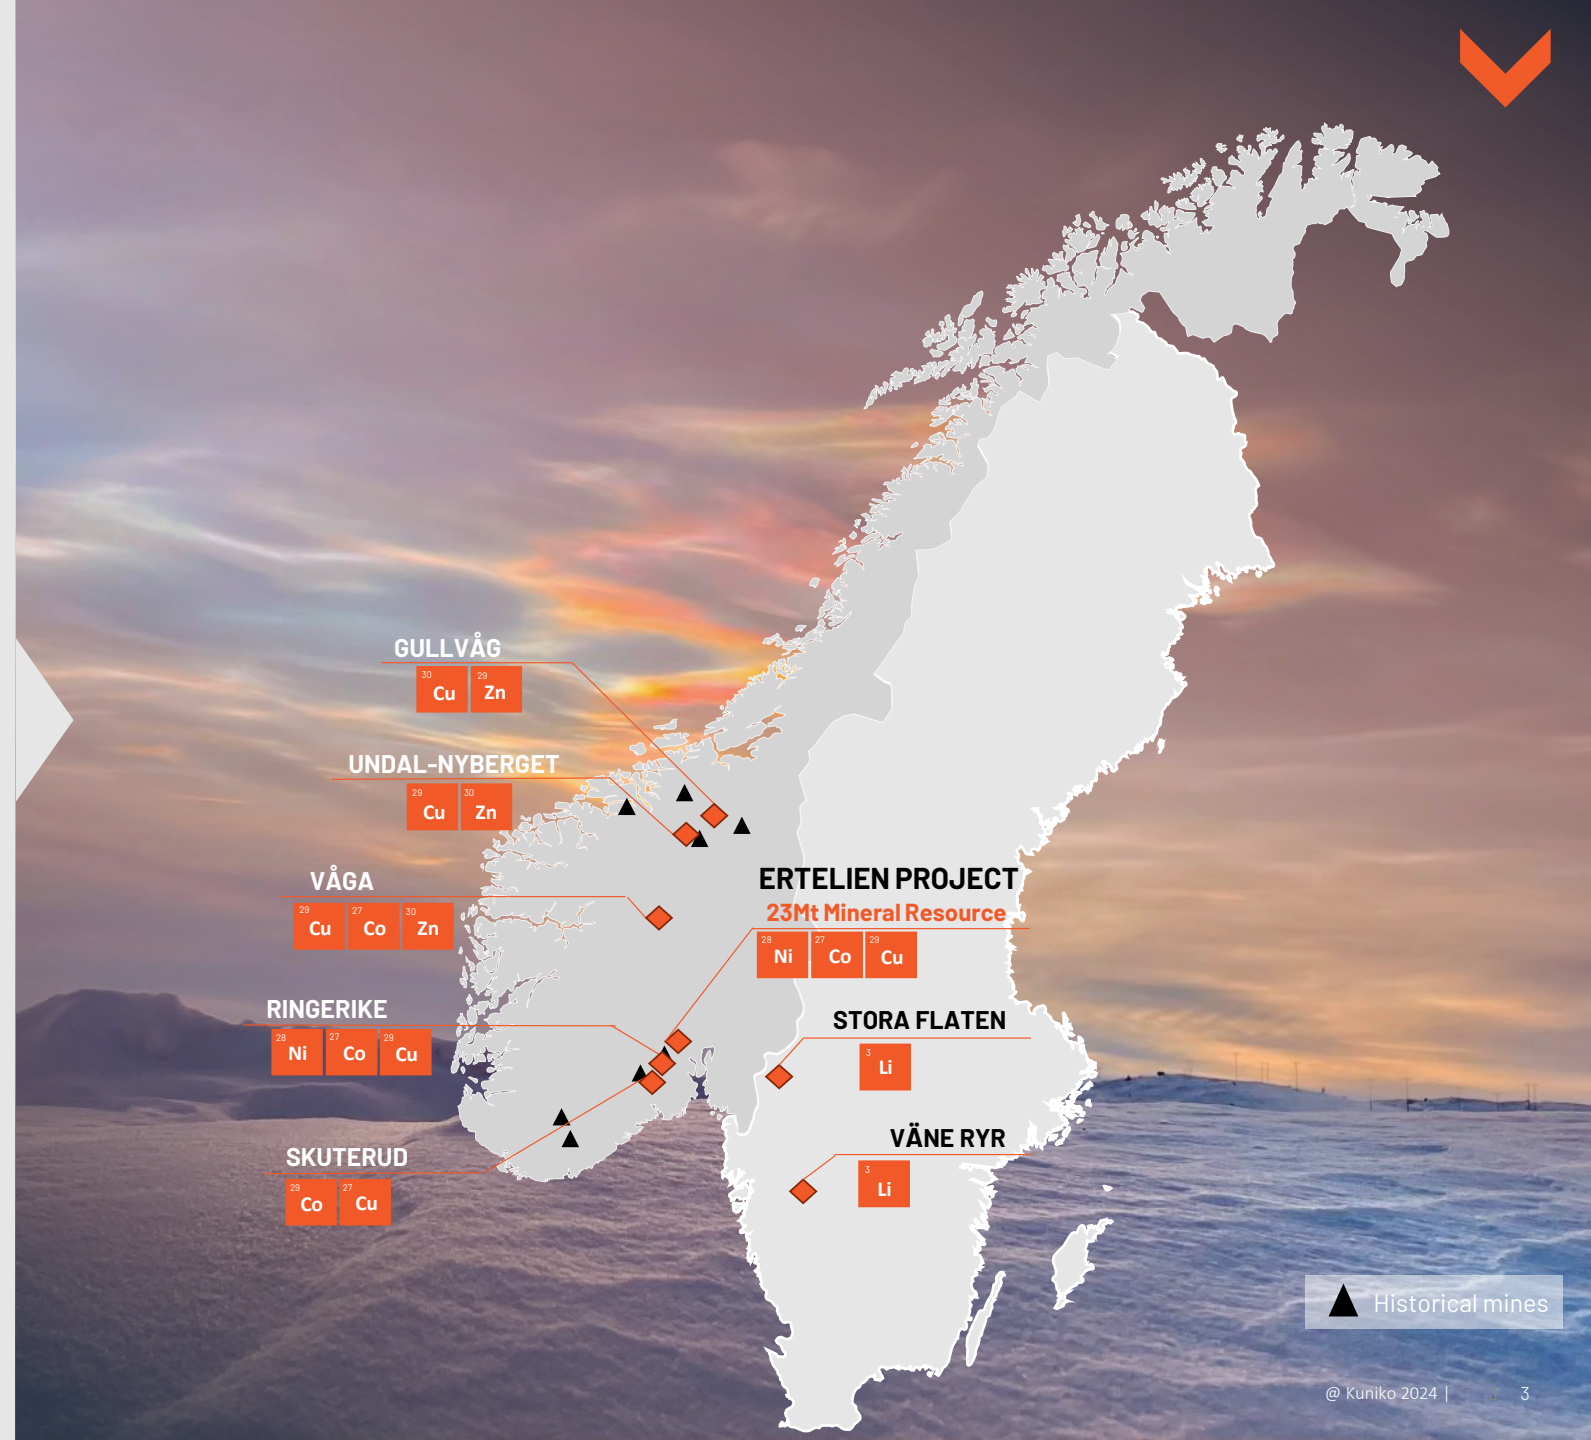 GULLVÅG
30 Cu 29 Zn
UNDAL-NYBERGET
29 Cu 30 Zn
VÅGA
29 Cu 27 Co 30 Zn
ERTELIEN PROJECT
23Mt Mineral Resource
28 Ni 27 Co 29 Cu
RINGERIKE
28 Ni 27 Co 29 Cu
STORA FLATEN
3 Li
VÄNE RYR
3 Li
SKUTERUD
29 Co 27 Cu
Historical mines
@ Kuniko 2024 | 3